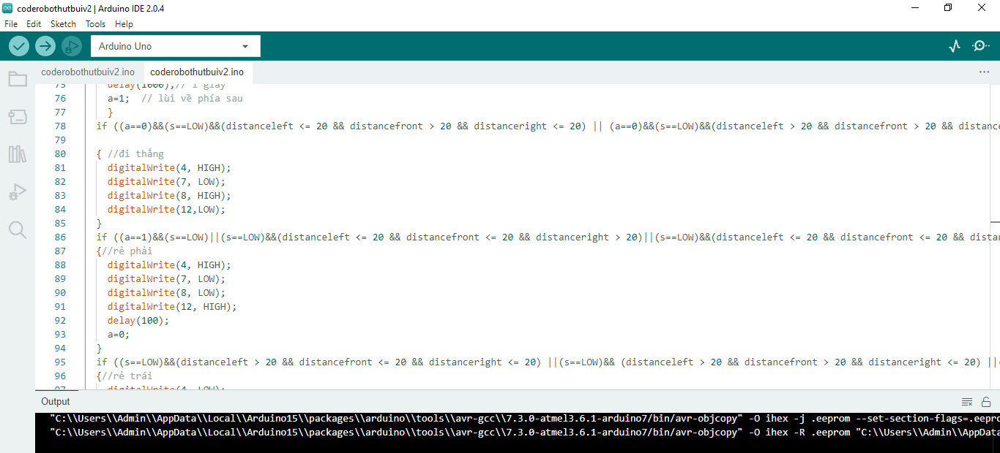 coderobothutbuiv2 | Arduino IDE 2.0.4
File Edit Sketch Tools Help
Arduino Uno
coderobothutbuiv2.ino coderobothutbuiv2.ino
75 delay(1000);// 1 giây
76 a=1; // lùi về phía sau
77 }
78 if ((a==0)&&(s==LOW)&&(distanceleft <= 20 && distancefront > 20 && distanceright <= 20) || (a==0)&&(s==LOW)&&(distanceleft > 20 && distancefront > 20 && distance
79
80 { //đi thẳng
81 digitalWrite(4, HIGH);
82 digitalWrite(7, LOW);
83 digitalWrite(8, HIGH);
84 digitalWrite(12,LOW);
85 }
86 if ((a==1)&&(s==LOW)||(s==LOW)&&(distanceleft <= 20 && distancefront <= 20 && distanceright > 20)||(s==LOW)&&(distanceleft <= 20 && distancefront <= 20 && distan
87 {//rẻ phải
88 digitalWrite(4, HIGH);
89 digitalWrite(7, LOW);
90 digitalWrite(8, LOW);
91 digitalWrite(12, HIGH);
92 delay(100);
93 a=0;
94 }
95 if ((s==LOW)&&(distanceleft > 20 && distancefront <= 20 && distanceright <= 20) ||(s==LOW)&& (distanceleft > 20 && distancefront > 20 && distanceright <= 20) ||(
96 {//rẻ trái
97 digitalWrite(4, LOW);
Output
"C:\\Users\\Admin\\AppData\\Local\\Arduino15\\packages\\arduino\\tools\\avr-gcc\\7.3.0-atmel3.6.1-arduino7/bin/avr-objcopy" -O ihex -j .eeprom --set-section-flags=.eepro
"C:\\Users\\Admin\\AppData\\Local\\Arduino15\\packages\\arduino\\tools\\avr-gcc\\7.3.0-atmel3.6.1-arduino7/bin/avr-objcopy" -O ihex -R .eeprom "C:\\Users\\Admin\\AppData